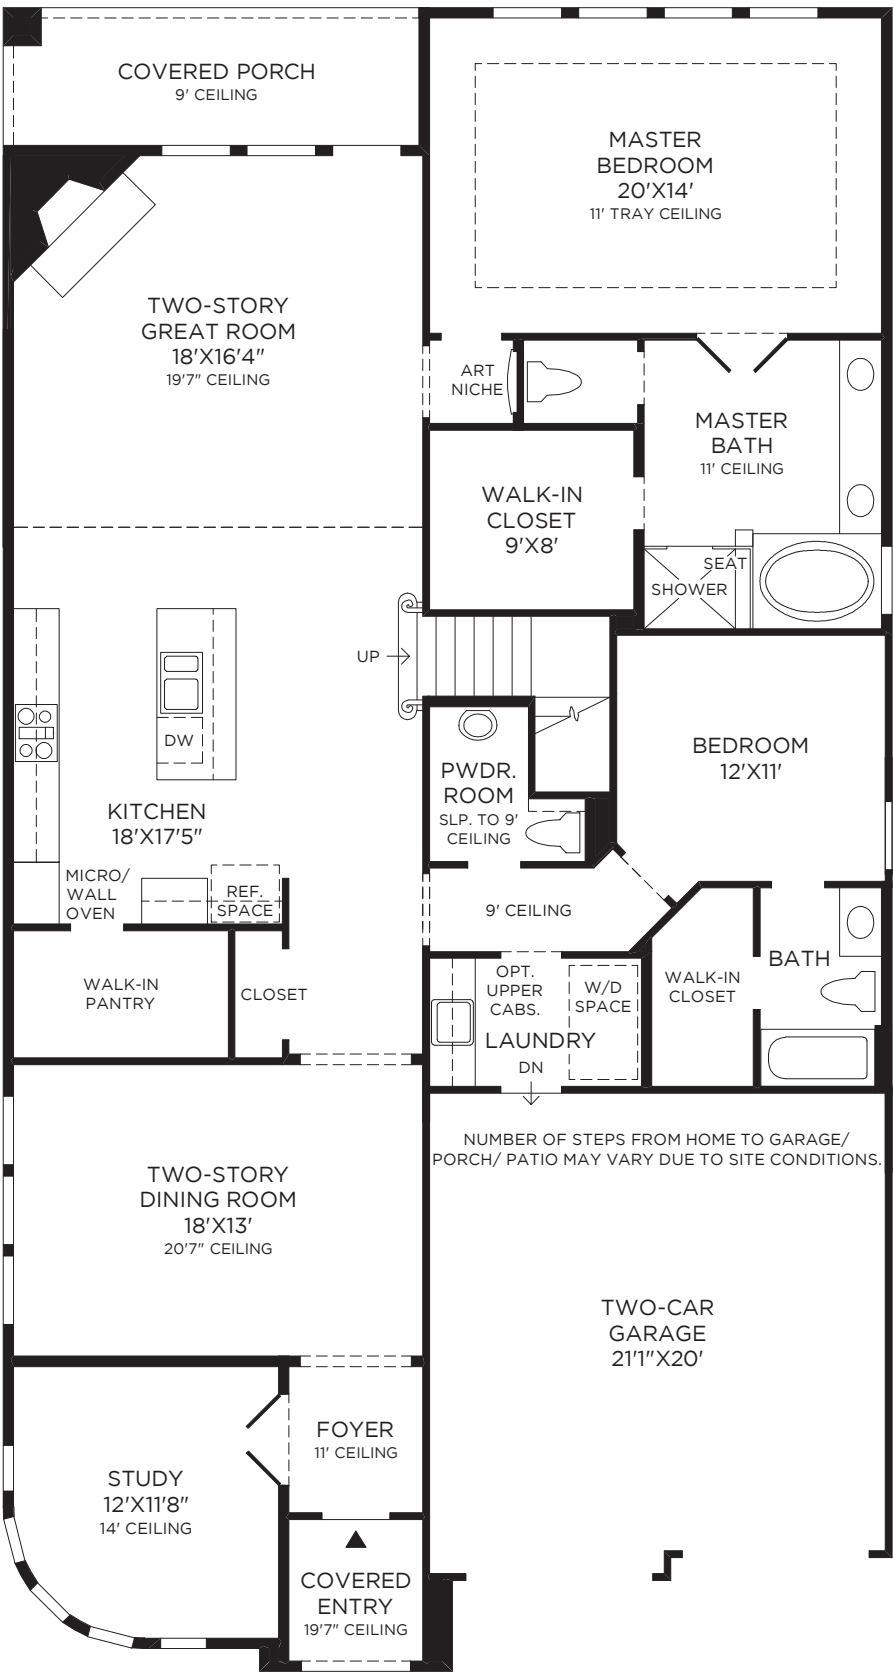 COVERED PORCH
9' CEILING
MASTER
BEDROOM
20'X14'
11' TRAY CEILING
TWO-STORY
GREAT ROOM
18'X16'4"
19'7" CEILING
ART
NICHE
MASTER
BATH
11' CEILING
WALK-IN
CLOSET
9'X8'
SEAT
SHOWER
UP
DW
BEDROOM
12'X11'
PWDR.
ROOM
SLP. TO 9'
CEILING
KITCHEN
18'X17'5"
MICRO/
WALL
OVEN
REF.
SPACE
9' CEILING
BATH
WALK-IN
PANTRY
CLOSET
OPT.
UPPER
CABS.
W/D
SPACE
WALK-IN
CLOSET
LAUNDRY
DN
NUMBER OF STEPS FROM HOME TO GARAGE/
PORCH/ PATIO MAY VARY DUE TO SITE CONDITIONS.
TWO-STORY
DINING ROOM
18'X13'
20'7" CEILING
TWO-CAR
GARAGE
21'1"X20'
FOYER
11' CEILING
STUDY
12'X11'8"
14' CEILING
COVERED
ENTRY
19'7" CEILING